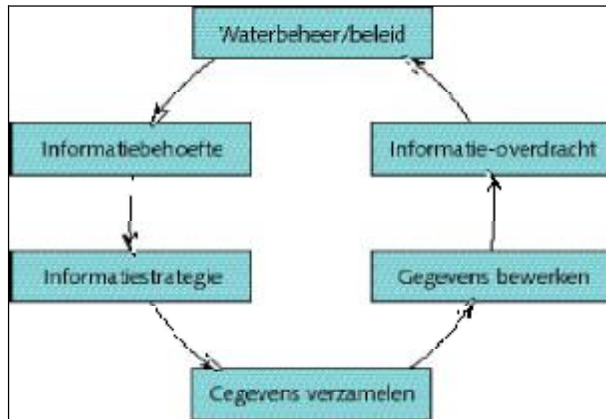 Waterbeheer/beleid
Informatiebehoefte
Informatie-overdracht
Informatiestrategie
Gegevens bewerken
Gegevens verzamelen